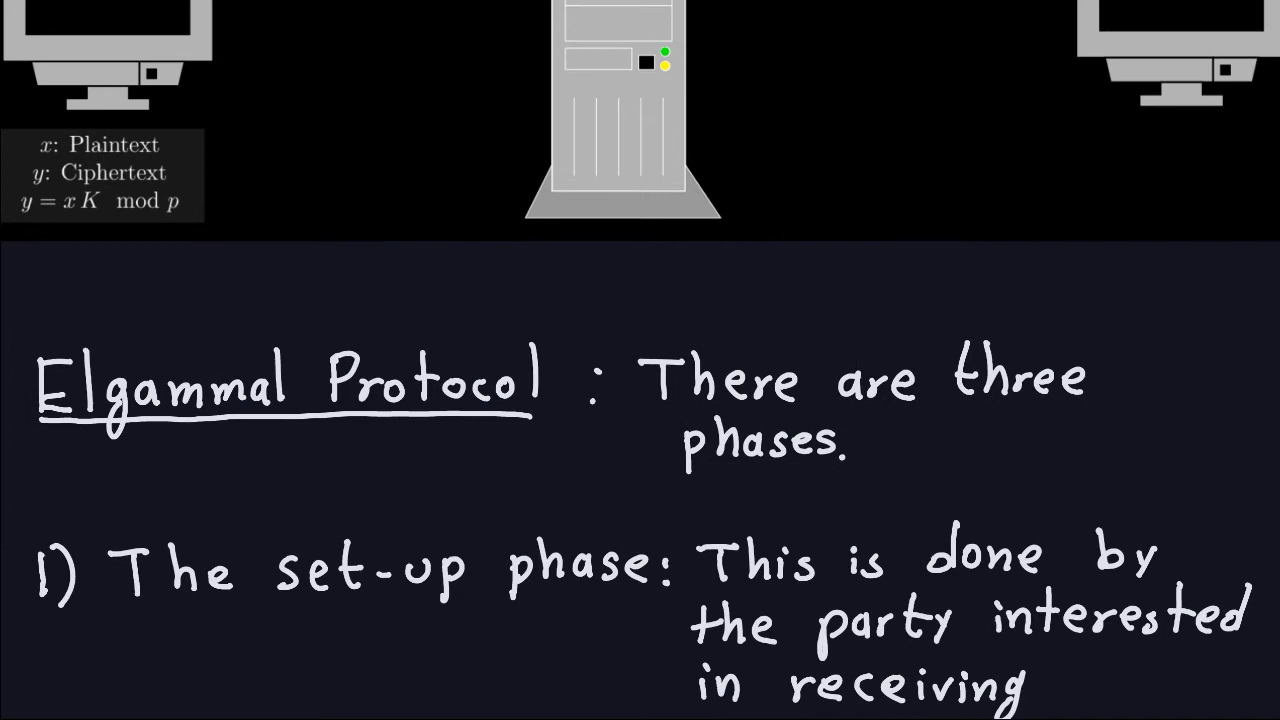 x: Plaintext
y: Ciphertext
y = x K mod p
Elgammal Protocol : There are three
phases.
1) The set-up phase: This is done by
the party interested
in receiving